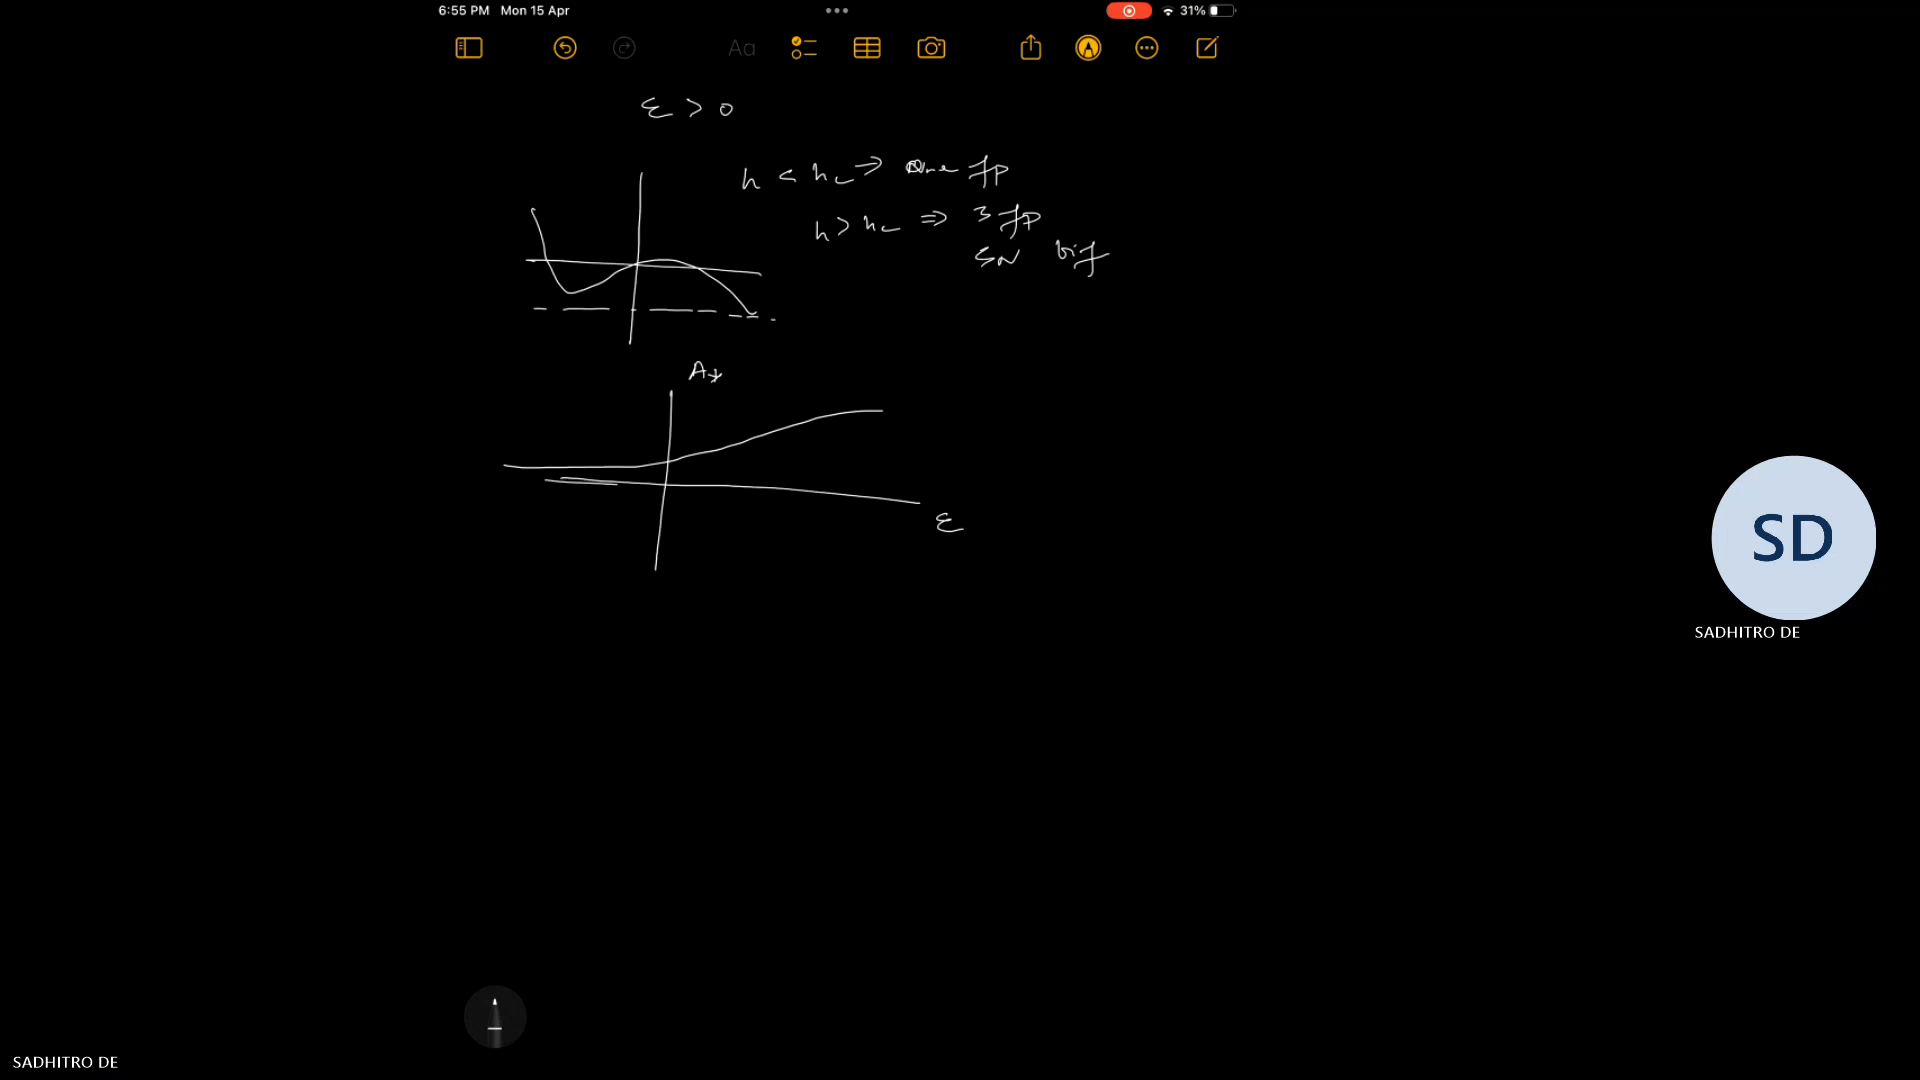 6:55 PM Mon 15 Apr
31%
Aa
ε > 0
h < hc ⇒ One fp
h > hc ⇒ 3 fp
SN bif
A*
ε
SD
SADHITRO DE
SADHITRO DE